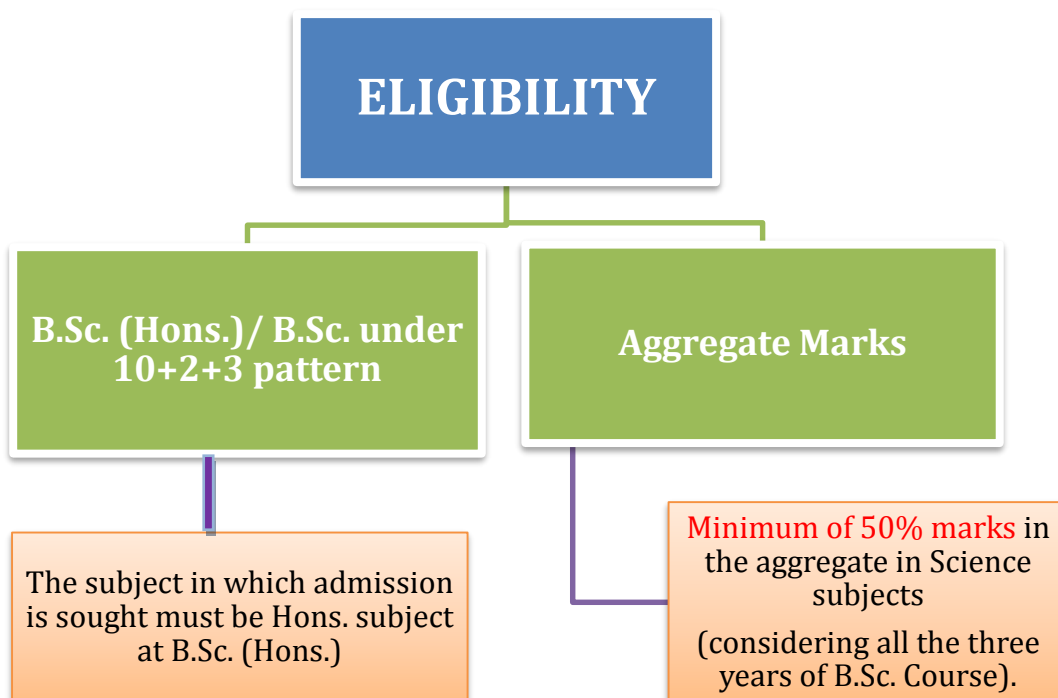 ELIGIBILITY
B.Sc. (Hons.)/ B.Sc. under
10+2+3 pattern
The subject in which admission
is sought must be Hons. subject
at B.Sc. (Hons.)
Aggregate Marks
Minimum of 50% marks in
the aggregate in Science
subjects
(considering all the three
years of B.Sc. Course).